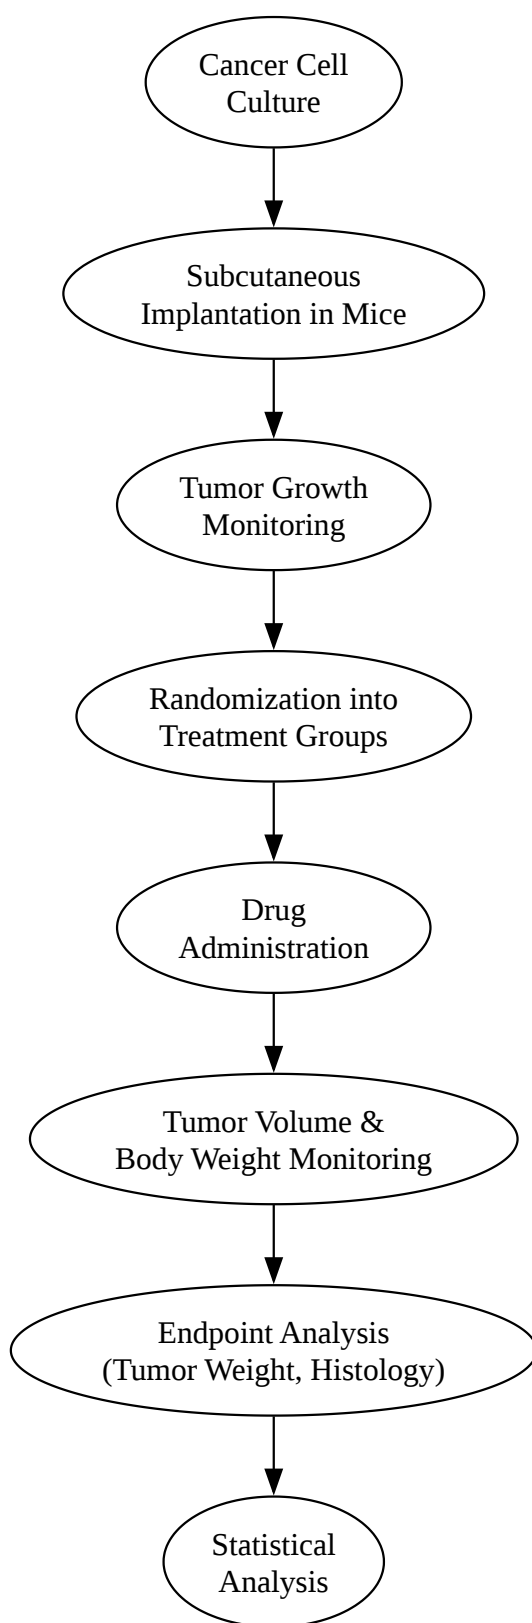 Cancer Cell
Culture
Subcutaneous
Implantation in Mice
Tumor Growth
Monitoring
Randomization into
Treatment Groups
Drug
Administration
Tumor Volume &
Body Weight Monitoring
Endpoint Analysis
(Tumor Weight, Histology)
Statistical
Analysis